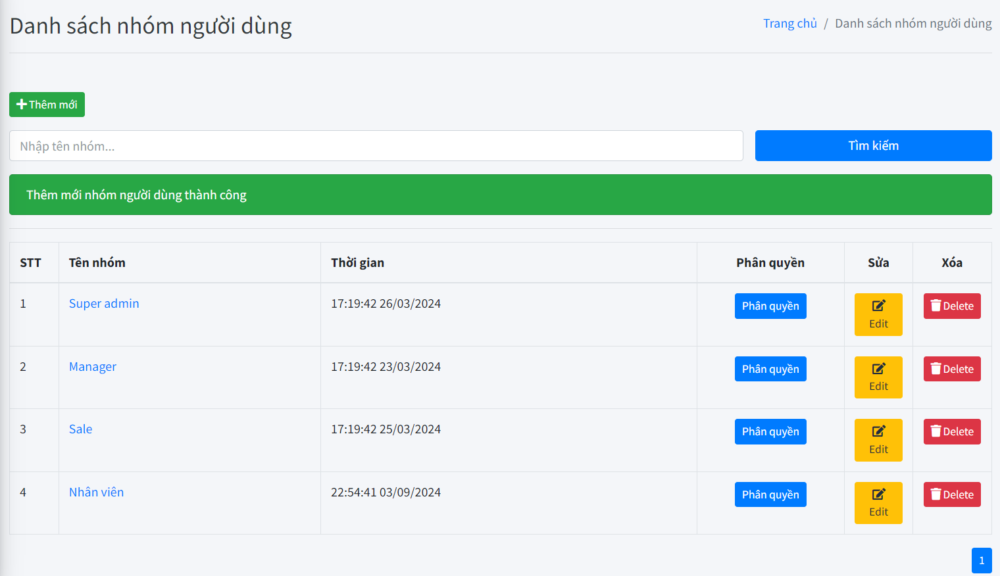 Danh sách nhóm người dùng
Trang chủ / Danh sách nhóm người dùng
Thêm mới
Nhập tên nhóm...
Tìm kiếm
Thêm mới nhóm người dùng thành công
STT Tên nhóm Thời gian Phân quyền Sửa Xóa
1 Super admin 17:19:42 26/03/2024 Phân quyền Edit Delete
2 Manager 17:19:42 23/03/2024 Phân quyền Edit Delete
3 Sale 17:19:42 25/03/2024 Phân quyền Edit Delete
4 Nhân viên 22:54:41 03/09/2024 Phân quyền Edit Delete
1